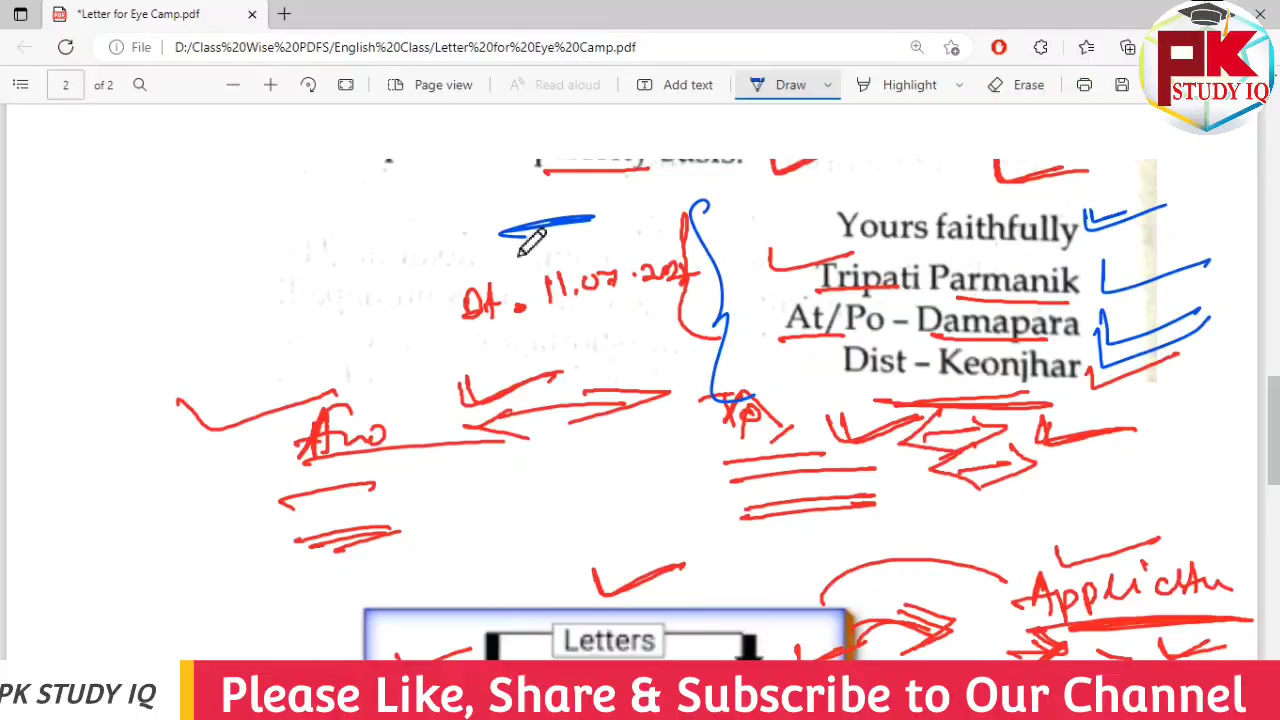 *Letter for Eye Camp.pdf
File D:/Class%20Wise%20PDFS/English%20Class/Letter%20for%20Eye%20Camp.pdf
2 of 2 Page view Read aloud Add text Draw Highlight Erase
PK
STUDY IQ
Yours faithfully
Tripati Parmanik
Dt. 11.07.
At/Po – Damapara
Dist – Keonjhar
Letters
PK STUDY IQ
Please Like, Share & Subscribe to Our Channel